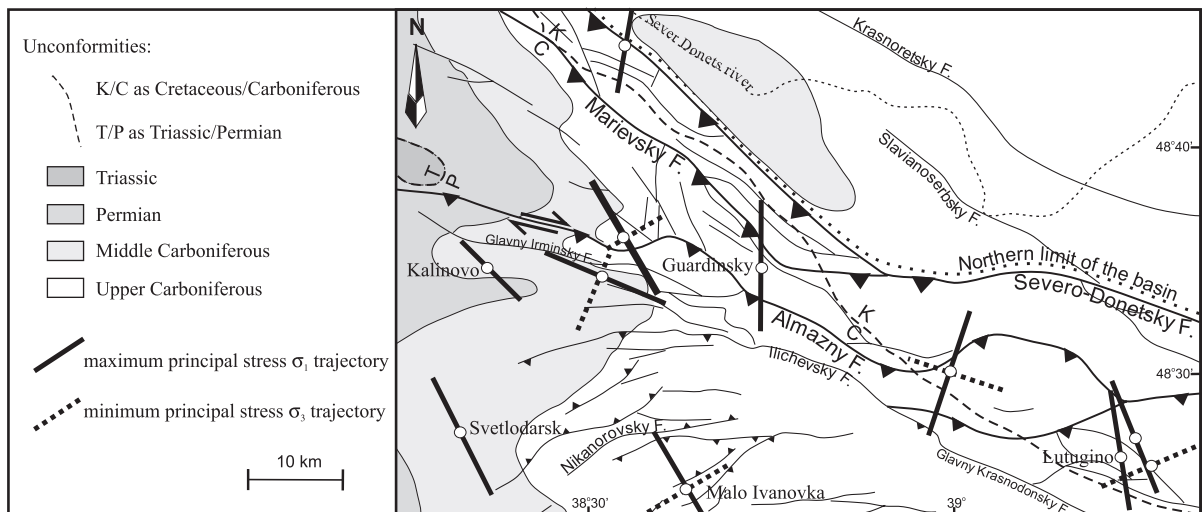 Unconformities:
K/C as Cretaceous/Carboniferous
T/P as Triassic/Permian
Triassic
Permian
Middle Carboniferous
Upper Carboniferous
maximum principal stress σ₁ trajectory
minimum principal stress σ₃ trajectory
10 km
N
K
C
Sever Donets river
Krasnoretsky F.
Marievsky F.
Slavianoserbsky F.
48°40'
T
P
Glavny Irminsky F.
Kalinovo
Guardinsky
Northern limit of the basin
Severo-Donetsky F.
K
C
Almazny F.
Ilichevsky F.
48°30'
Svetlodarsk
Nikanorovsky F.
Lutugino
Glavny Krasnodonsky F.
Malo Ivanovka
38°30'
39°